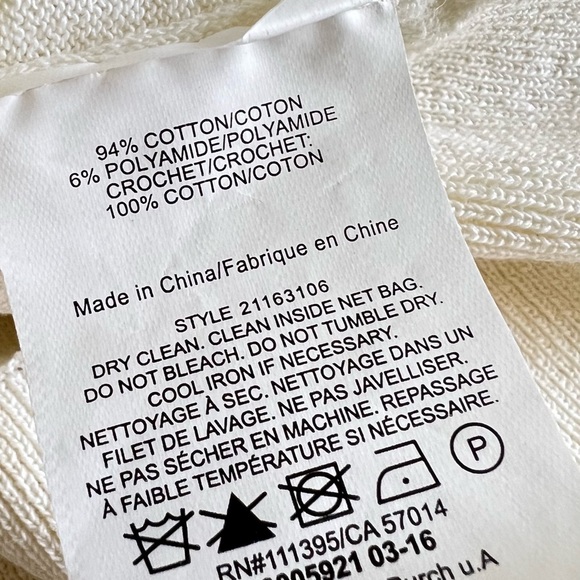 94% COTTON/COTON
6% POLYAMIDE/POLYAMIDE
CROCHET/CROCHET:
100% COTTON/COTON
Made in China/Fabrique en Chine
STYLE 21163106
DRY CLEAN. CLEAN INSIDE NET BAG.
DO NOT BLEACH. DO NOT TUMBLE DRY.
COOL IRON IF NECESSARY.
NETTOYAGE À SEC. NETTOYAGE DANS UN
FILET DE LAVAGE. NE PAS JAVELLISER.
NE PAS SÉCHER EN MACHINE. REPASSAGE
À FAIBLE TEMPÉRATURE SI NÉCESSAIRE.
P
RN#111395/CA 57014
03-16
u.A